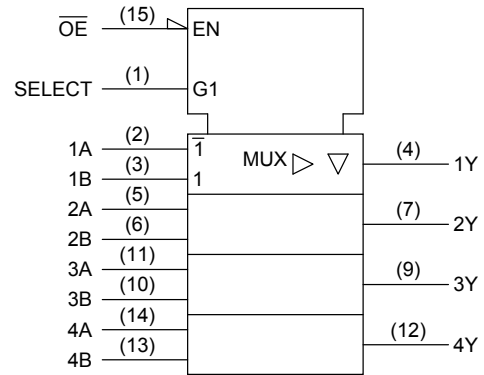 O̅E̅ (15) EN
SELECT (1) G1
1A (2) 1̅ MUX (4) 1Y
1B (3) 1
2A (5) (7) 2Y
2B (6)
3A (11) (9) 3Y
3B (10)
4A (14) (12) 4Y
4B (13)